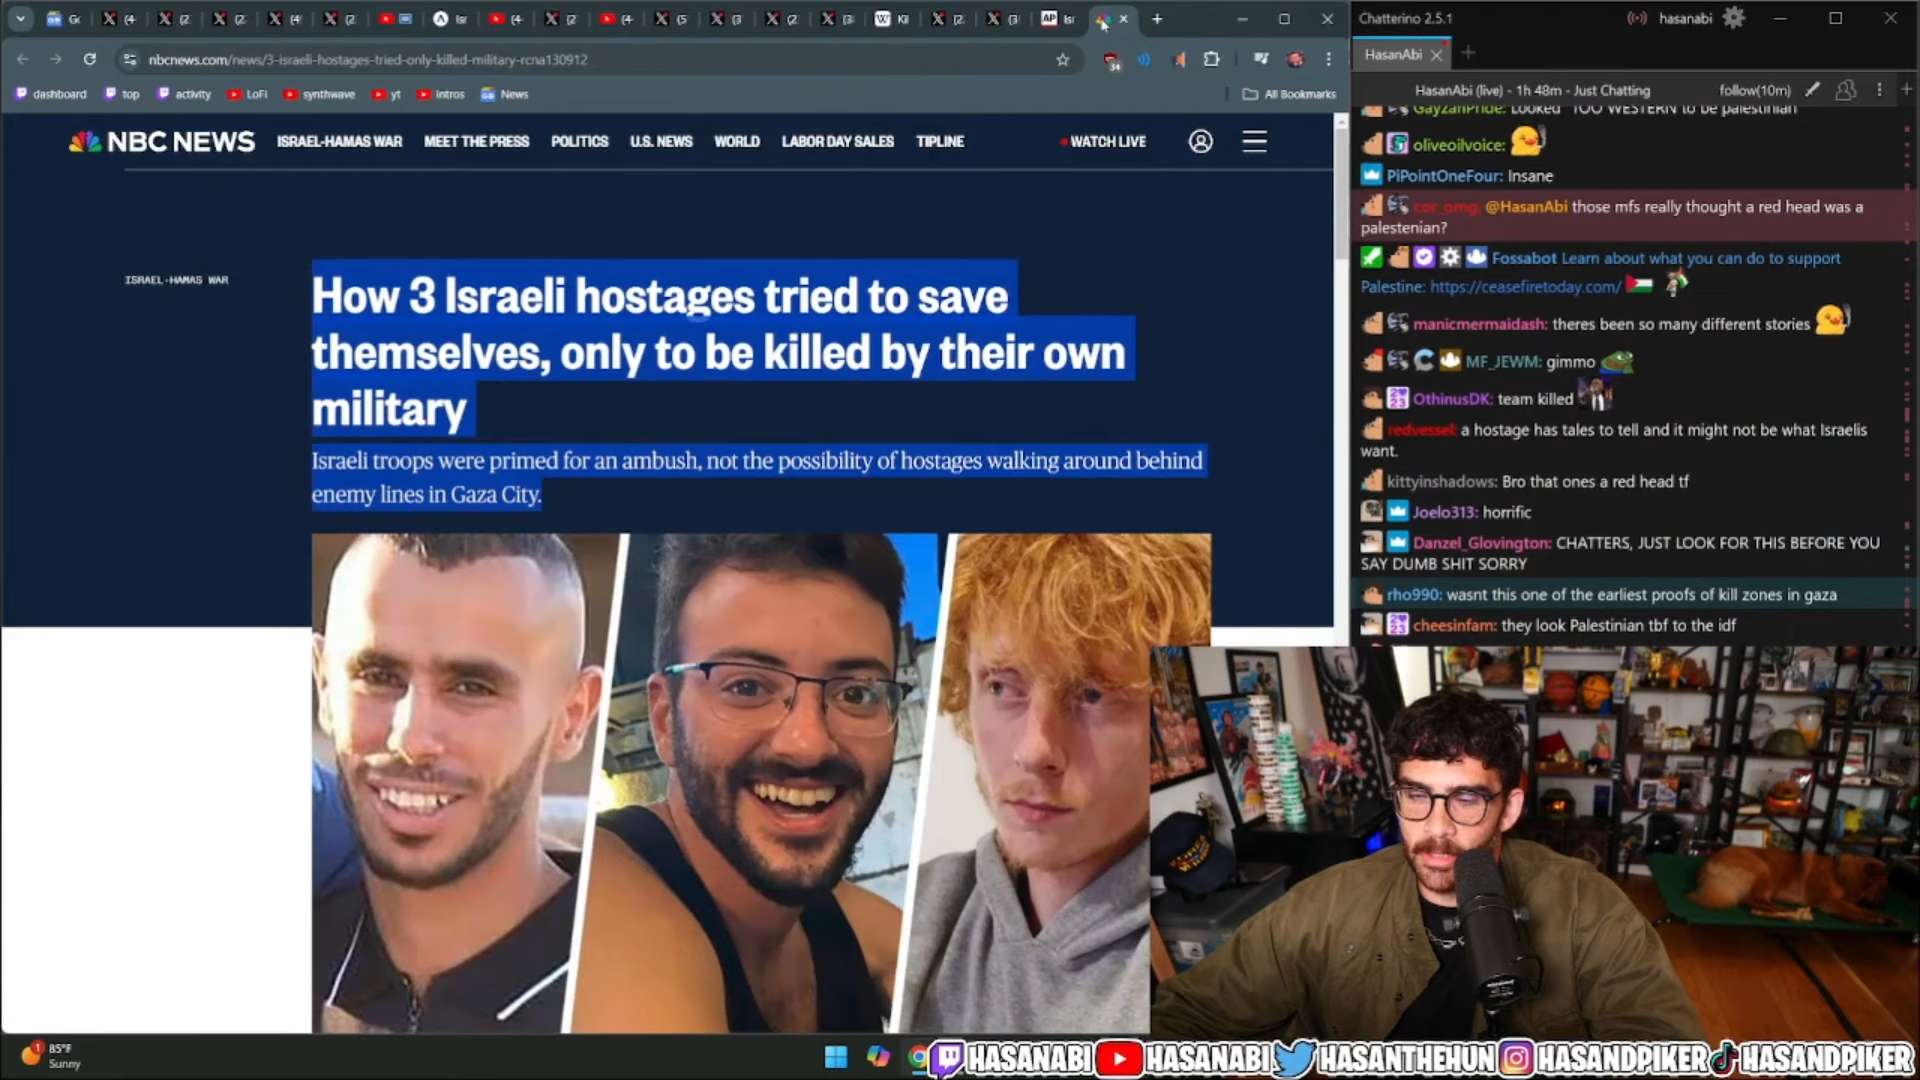 Chatterino 2.5.1
hasanabi
nbcnews.com/news/3-israeli-hostages-tried-only-killed-military-rcna130912
HasanAbi
dashboard
top
activity
LoFi
synthwave
yt
intros
News
All Bookmarks
HasanAbi (live) - 1h 48m - Just Chatting
follow(10m)
NBC NEWS
ISRAEL-HAMAS WAR
MEET THE PRESS
POLITICS
U.S. NEWS
WORLD
LABOR DAY SALES
TIPLINE
WATCH LIVE
ISRAEL-HAMAS WAR
How 3 Israeli hostages tried to save
themselves, only to be killed by their own
military
Israeli troops were primed for an ambush, not the possibility of hostages walking around behind
enemy lines in Gaza City.
GayzanPride: Looked "TOO WESTERN to be palestinian
oliveoilvoice:
PiPointOneFour: Insane
cor_omg: @HasanAbi those mfs really thought a red head was a
palestenian?
Fossabot Learn about what you can do to support
Palestine: https://ceasefiretoday.com/
manicmermaidash: theres been so many different stories
MF_JEWM: gimmo
OthinusDK: team killed
redvessel: a hostage has tales to tell and it might not be what Israelis
want.
kittyinshadows: Bro that ones a red head tf
Joelo313: horrific
Danzel_Glovington: CHATTERS, JUST LOOK FOR THIS BEFORE YOU
SAY DUMB SHIT SORRY
rho990: wasnt this one of the earliest proofs of kill zones in gaza
cheesinfam: they look Palestinian tbf to the idf
85°F
Sunny
HASANABI
HASANABI
HASANTHEHUN
HASANDPIKER
HASANDPIKER